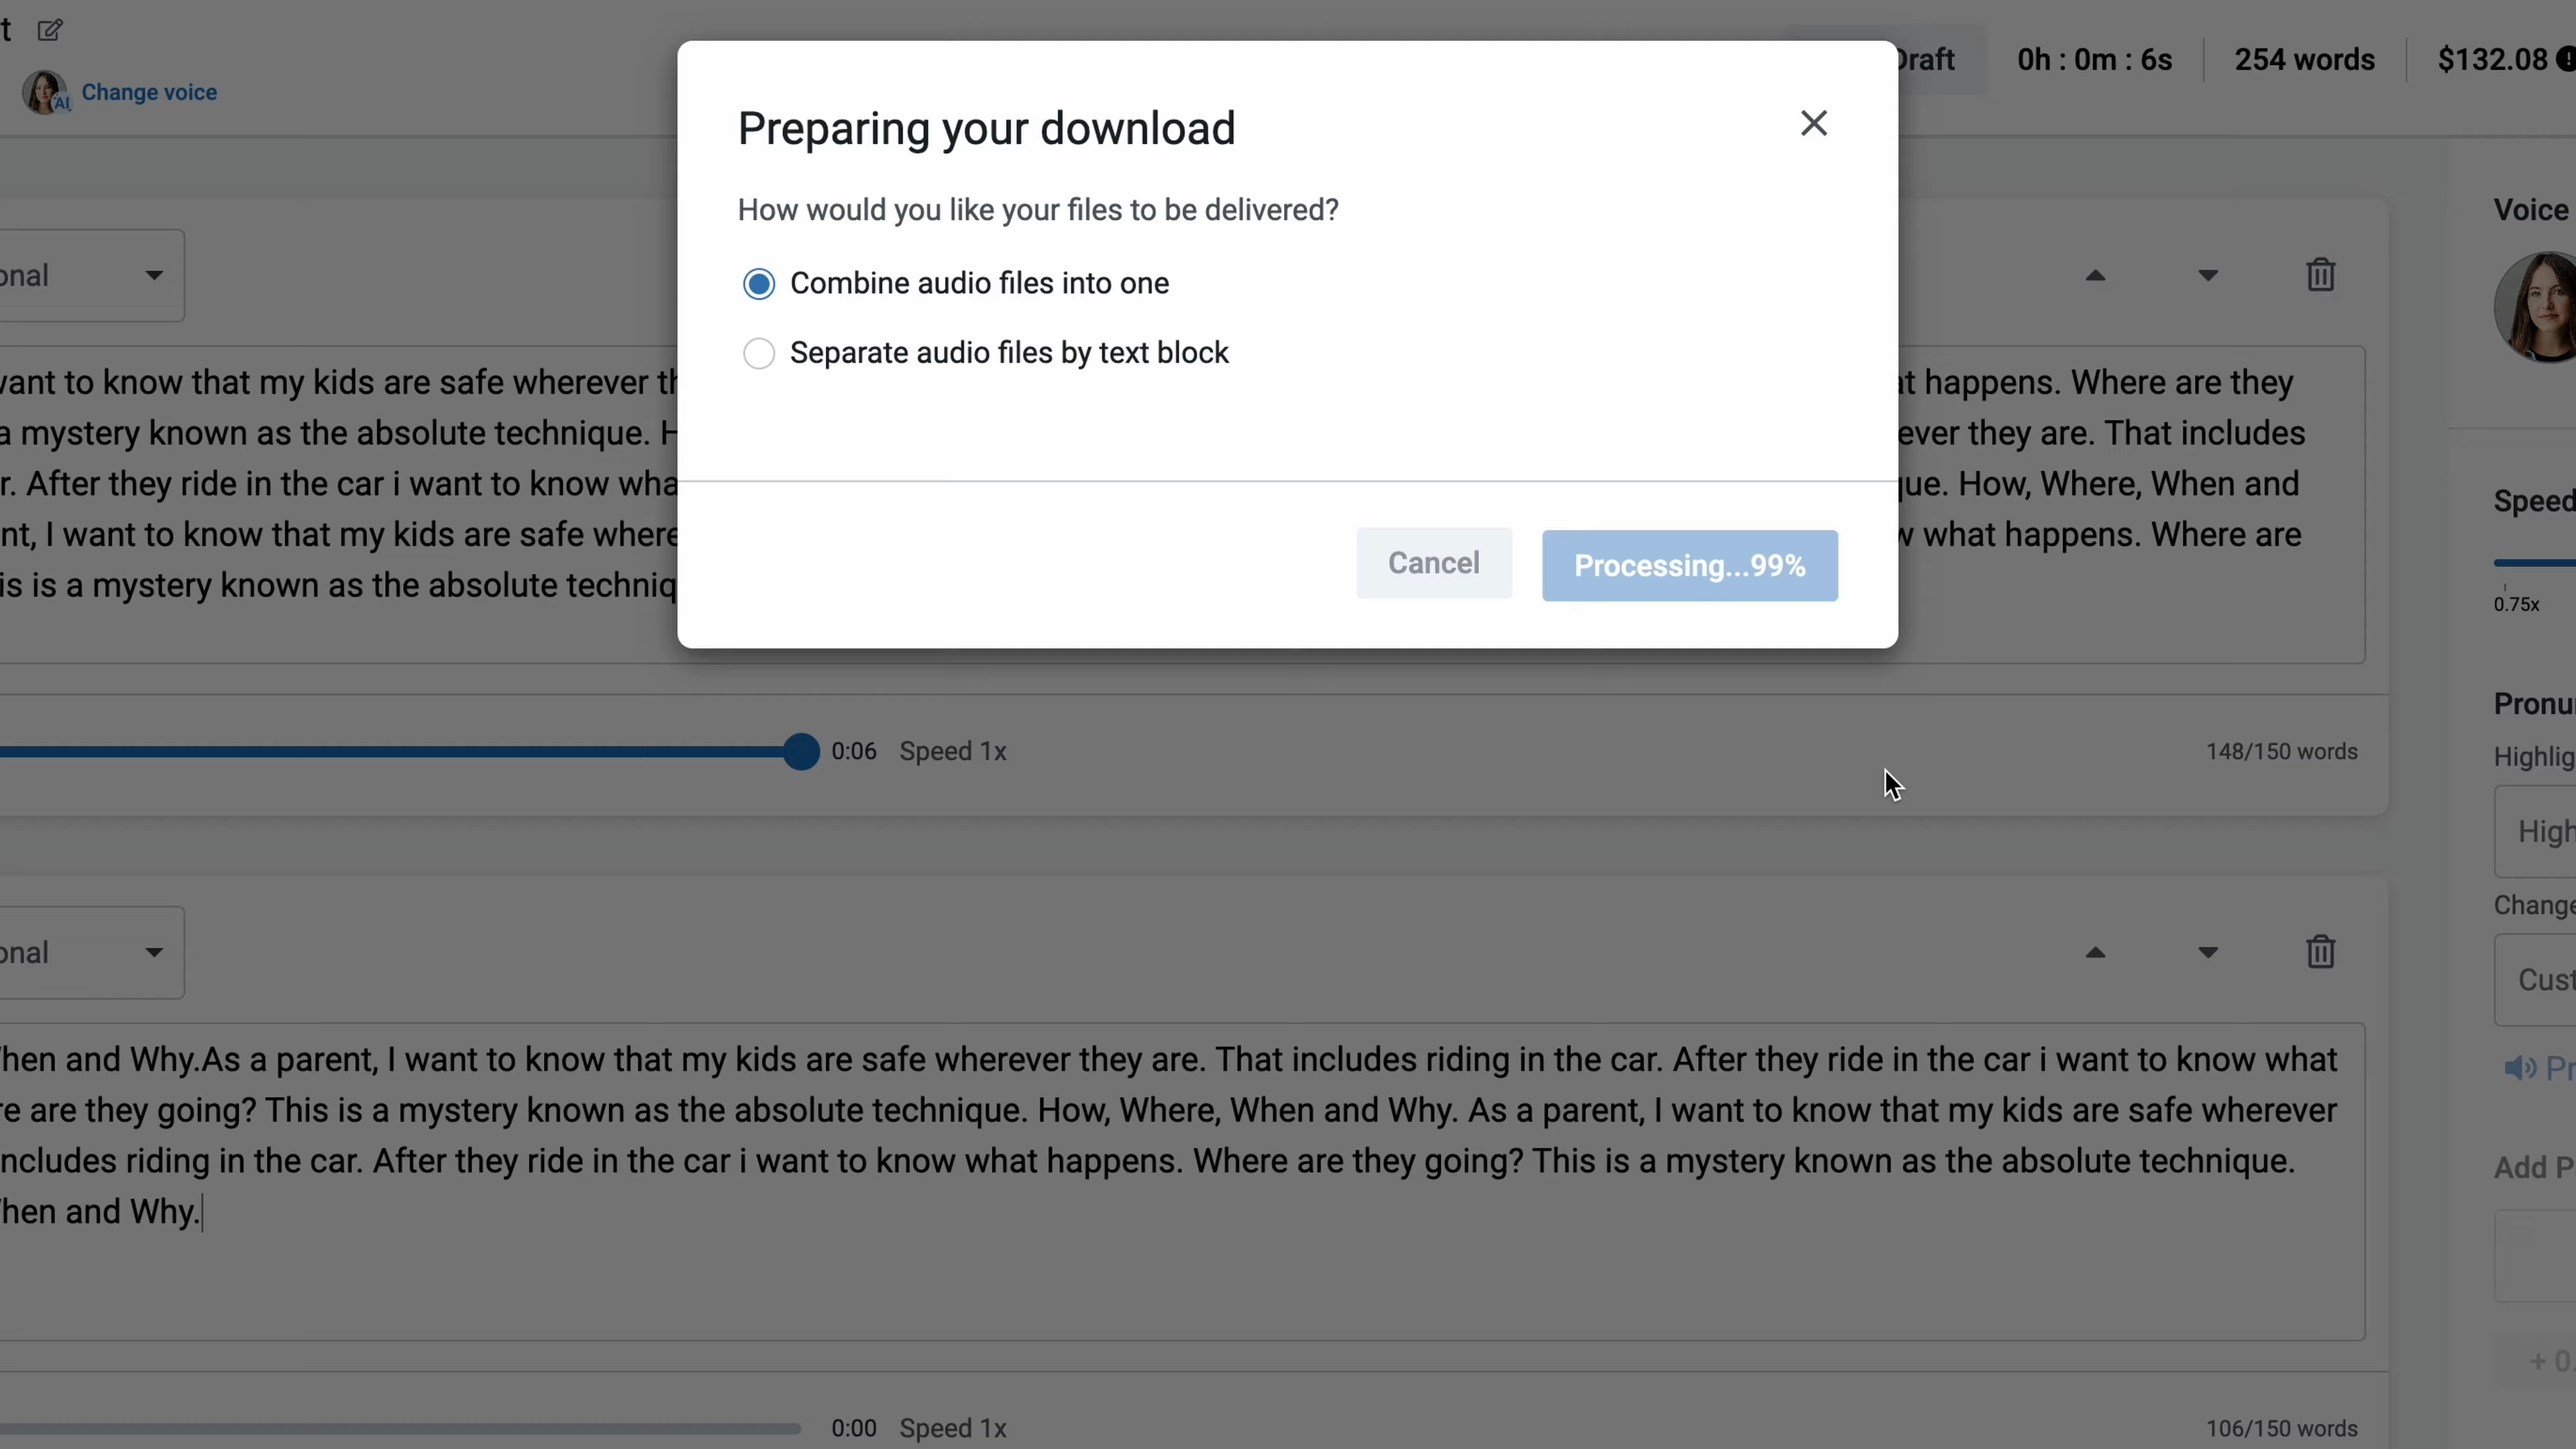 t
Draft
0h : 0m : 6s
254 words
$132.08
AI
Change voice
Preparing your download
How would you like your files to be delivered?
Combine audio files into one
Separate audio files by text block
Cancel
Processing...99%
onal
want to know that my kids are safe wherever th
at happens. Where are they
a mystery known as the absolute technique. H
ever they are. That includes
r. After they ride in the car i want to know wha
que. How, Where, When and
nt, I want to know that my kids are safe where
w what happens. Where are
is is a mystery known as the absolute techniq
0:06 Speed 1x
148/150 words
onal
hen and Why.As a parent, I want to know that my kids are safe wherever they are. That includes riding in the car. After they ride in the car i want to know what
re are they going? This is a mystery known as the absolute technique. How, Where, When and Why. As a parent, I want to know that my kids are safe wherever
ncludes riding in the car. After they ride in the car i want to know what happens. Where are they going? This is a mystery known as the absolute technique.
hen and Why.
0:00 Speed 1x
106/150 words
Voice
Speed
0.75x
Pronu
Highlig
High
Change
Cust
Pr
Add P
+ 0.